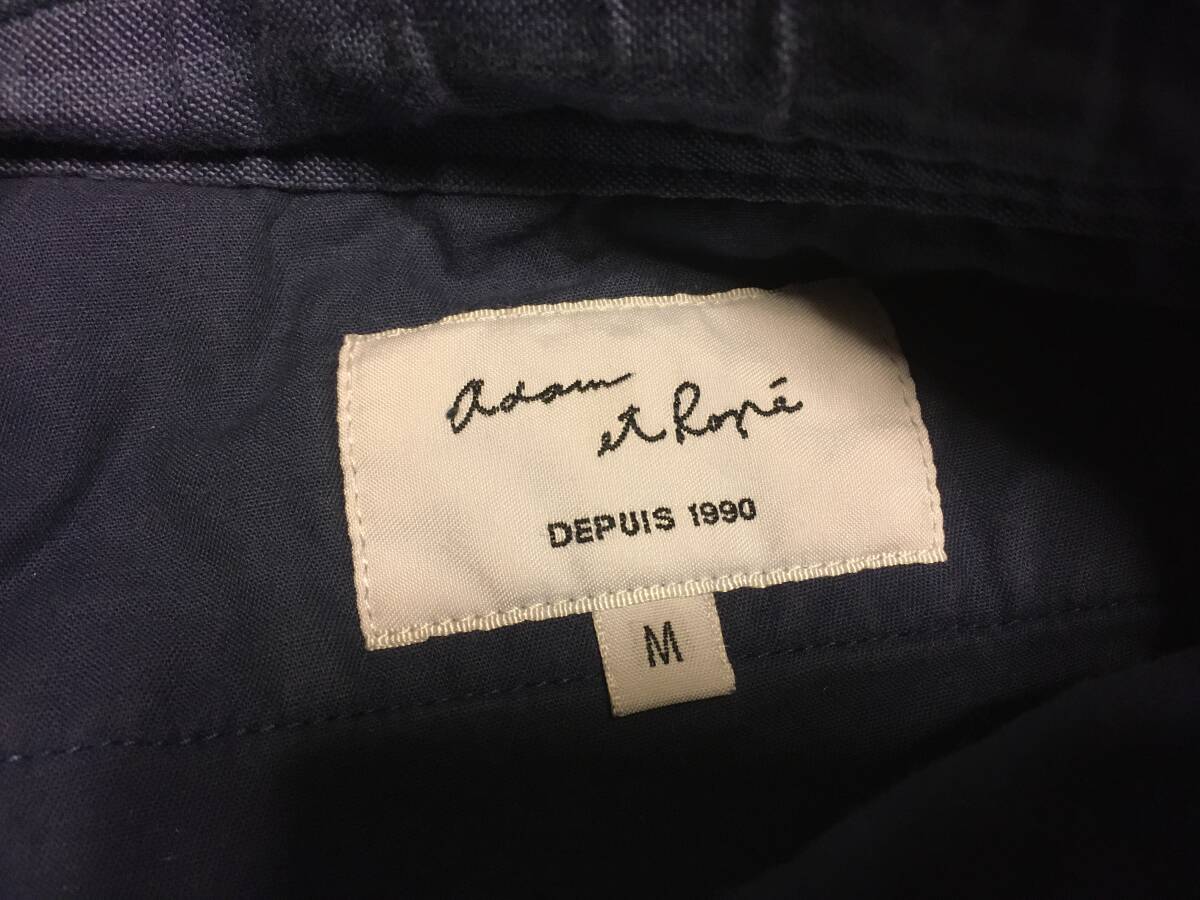 adam
et Ropé
DEPUIS 1990
M